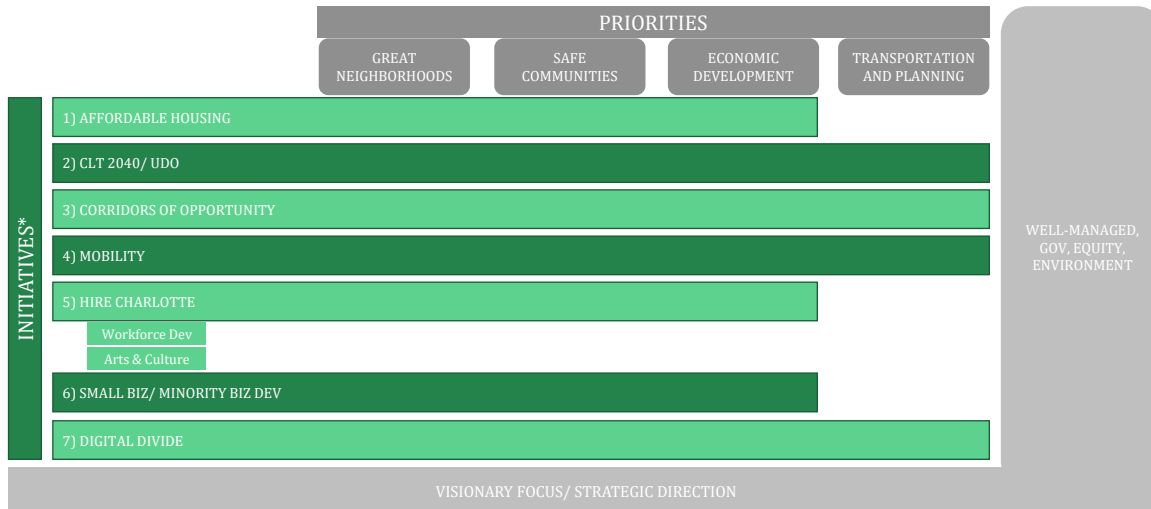 PRIORITIES
GREAT
NEIGHBORHOODS
SAFE
COMMUNITIES
ECONOMIC
DEVELOPMENT
TRANSPORTATION
AND PLANNING
INITIATIVES*
1) AFFORDABLE HOUSING
2) CLT 2040/ UDO
3) CORRIDORS OF OPPORTUNITY
4) MOBILITY
5) HIRE CHARLOTTE
Workforce Dev
Arts & Culture
6) SMALL BIZ/ MINORITY BIZ DEV
7) DIGITAL DIVIDE
WELL-MANAGED,
GOV, EQUITY,
ENVIRONMENT
VISIONARY FOCUS/ STRATEGIC DIRECTION